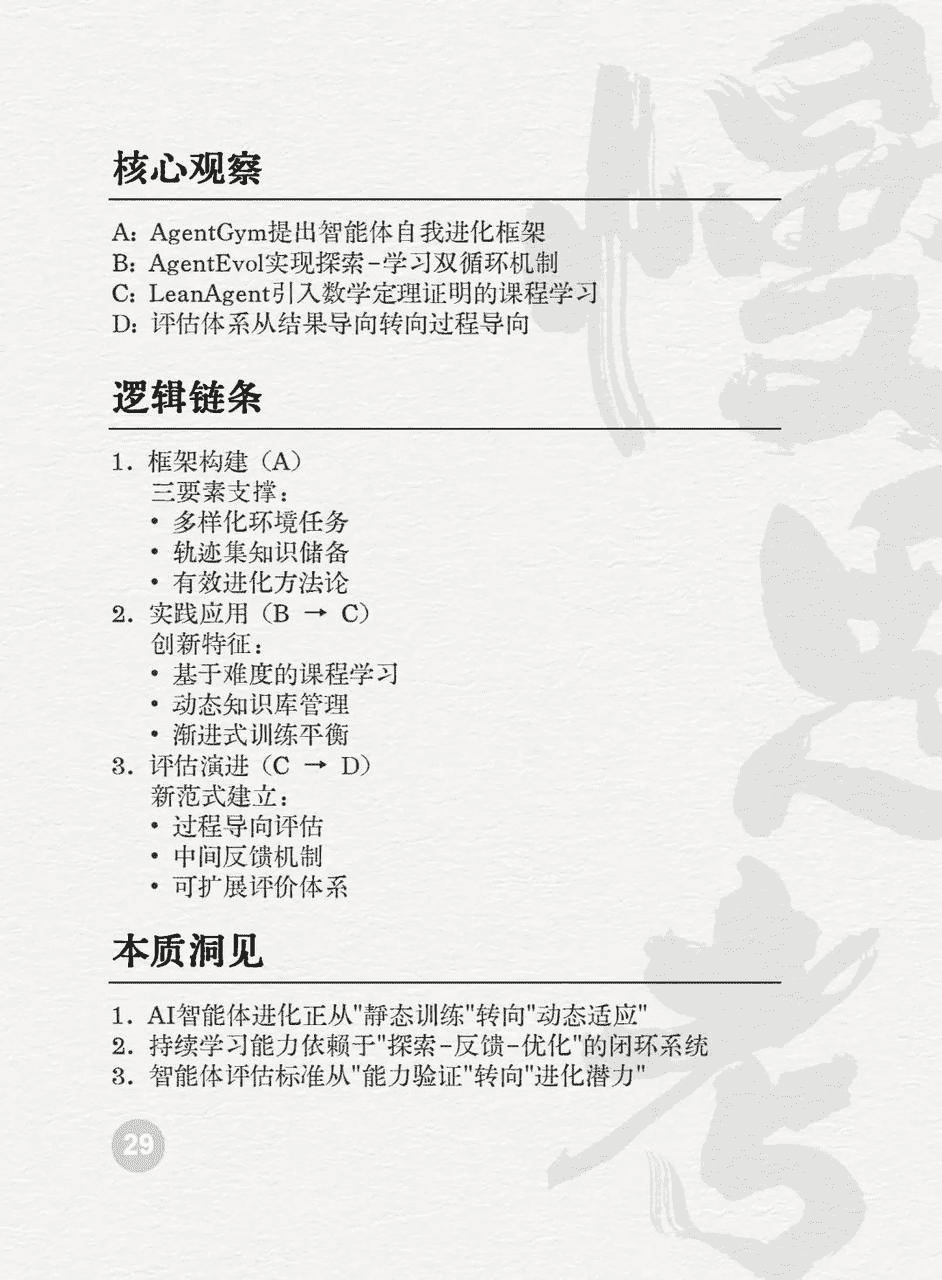 核心观察
A: AgentGym提出智能体自我进化框架
B: AgentEvol实现探索-学习双循环机制
C: LeanAgent引入数学定理证明的课程学习
D: 评估体系从结果导向转向过程导向
逻辑链条
1. 框架构建（A）
三要素支撑：
• 多样化环境任务
• 轨迹集知识储备
• 有效进化方法论
2. 实践应用（B → C）
创新特征：
• 基于难度的课程学习
• 动态知识库管理
• 渐进式训练平衡
3. 评估演进（C → D）
新范式建立：
• 过程导向评估
• 中间反馈机制
• 可扩展评价体系
本质洞见
1. AI智能体进化正从"静态训练"转向"动态适应"
2. 持续学习能力依赖于"探索-反馈-优化"的闭环系统
3. 智能体评估标准从"能力验证"转向"进化潜力"
29
慢思考